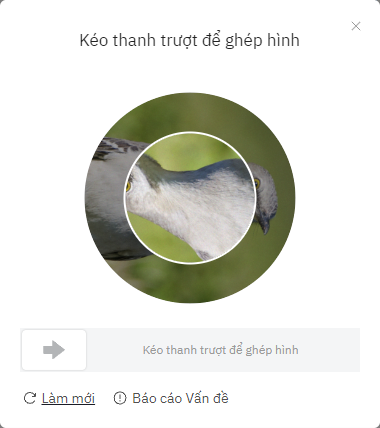 Kéo thanh trượt để ghép hình
Kéo thanh trượt để ghép hình
Làm mới
Báo cáo Vấn đề